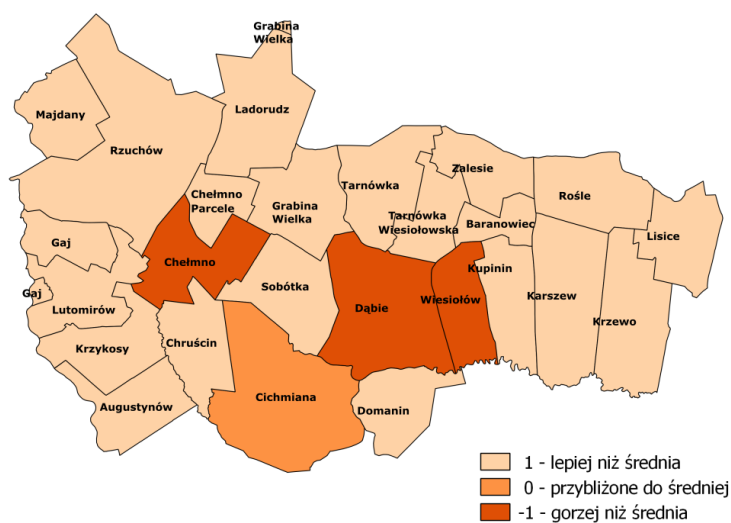 Grabina
Wielka
Majdany
Ladorudz
Rzuchów
Zalesie
Tarnówka
Chełmno
Parcele
Rośle
Grabina
Wielka
Tarnówka
Wiesiołowska
Baranowiec
Lisice
Gaj
Chełmno
Kupinin
Sobótka
Gaj
Karszew
Wiesiołów
Lutomirów
Dąbie
Krzewo
Chruścin
Krzykosy
Cichmiana
Augustynów
Domanin
1 - lepiej niż średnia
0 - przybliżone do średniej
-1 - gorzej niż średnia